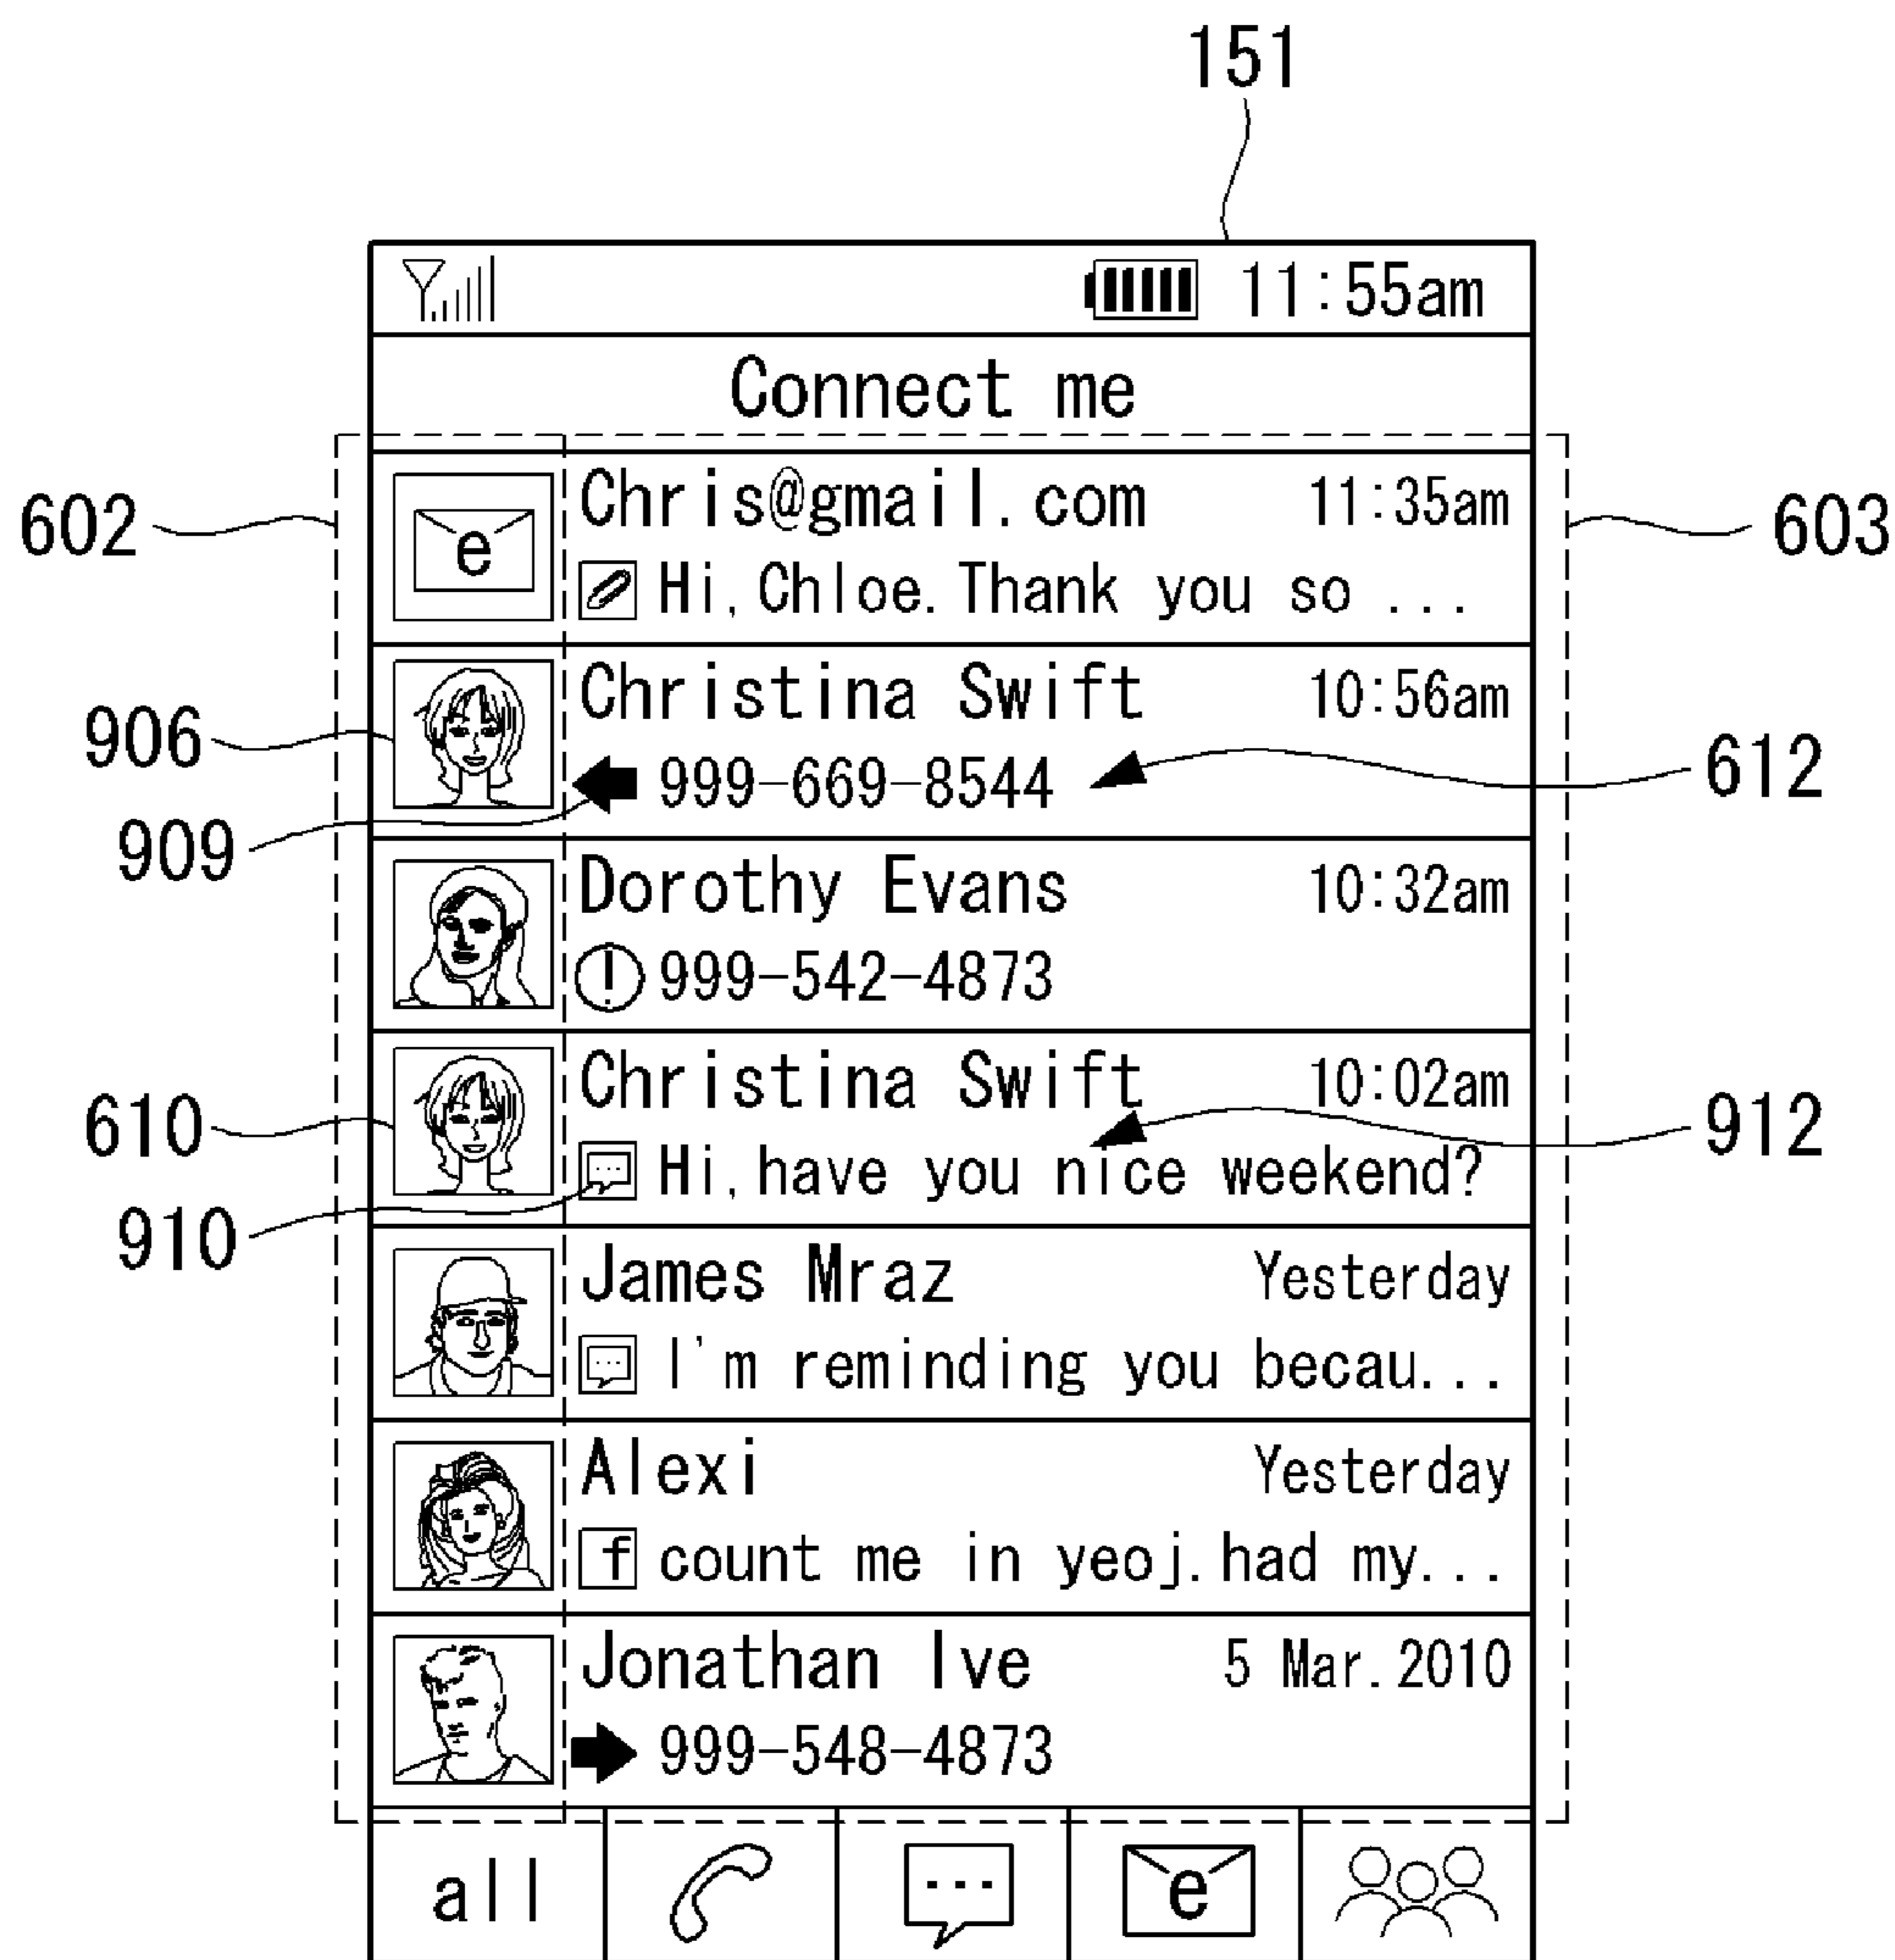 151
11:55am
Connect me
602
603
e
Chris@gmail.com 11:35am
Hi, Chloe. Thank you so ...
906
Christina Swift 10:56am
999-669-8544
612
909
Dorothy Evans 10:32am
! 999-542-4873
610
Christina Swift 10:02am
912
... Hi, have you nice weekend?
910
James Mraz Yesterday
... I'm reminding you becau...
Alexi Yesterday
f count me in yeoj.had my...
Jonathan Ive 5 Mar. 2010
999-548-4873
all ... e